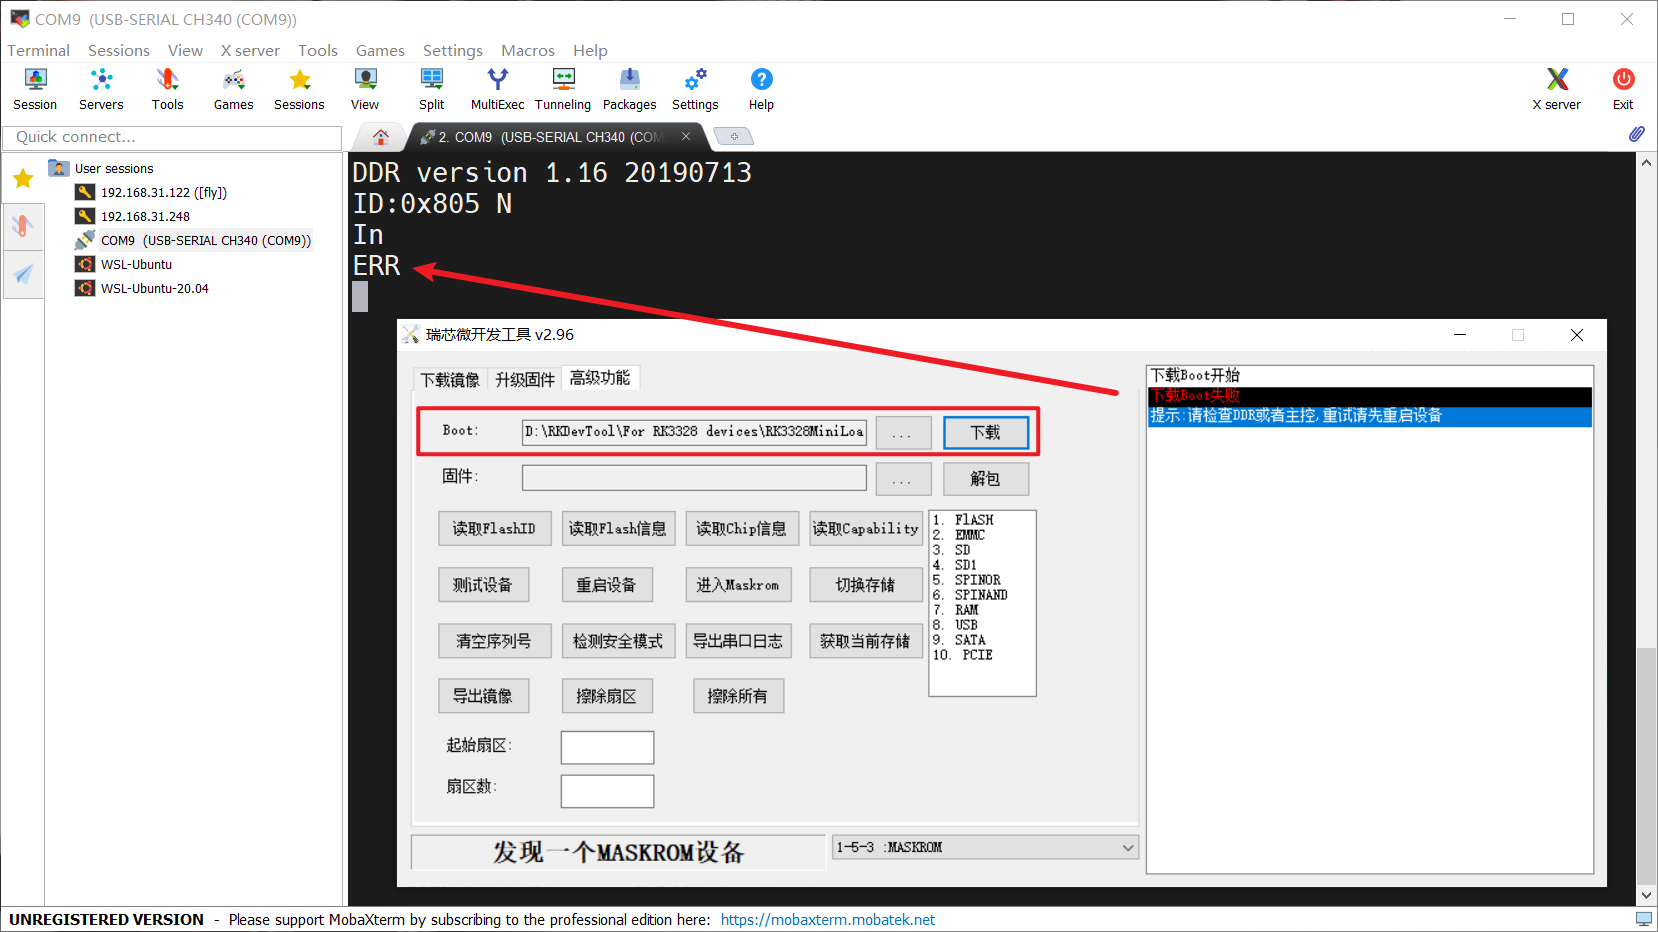 COM9 (USB-SERIAL CH340 (COM9))
Terminal Sessions View X server Tools Games Settings Macros Help
Session Servers Tools Games Sessions View Split MultiExec Tunneling Packages Settings Help X server Exit
Quick connect...
2. COM9 (USB-SERIAL CH340 (COM
User sessions
192.168.31.122 ([fly])
192.168.31.248
COM9 (USB-SERIAL CH340 (COM9))
WSL-Ubuntu
WSL-Ubuntu-20.04
DDR version 1.16 20190713
ID:0x805 N
In
ERR
瑞芯微开发工具 v2.96
下载镜像 升级固件 高级功能
Boot: D:\RKDevTool\For RK3328 devices\RK3328MiniLoa ... 下载
固件: ... 解包
读取FlashID 读取Flash信息 读取Chip信息 读取Capability
测试设备 重启设备 进入Maskrom 切换存储
清空序列号 检测安全模式 导出串口日志 获取当前存储
导出镜像 擦除扇区 擦除所有
起始扇区:
扇区数:
1. FlASH
2. EMMC
3. SD
4. SD1
5. SPINOR
6. SPINAND
7. RAM
8. USB
9. SATA
10. PCIE
发现一个MASKROM设备
1-5-3 :MASKROM
下载Boot开始
下载Boot失败
提示:请检查DDR或者主控,重试请先重启设备
UNREGISTERED VERSION - Please support MobaXterm by subscribing to the professional edition here: https://mobaxterm.mobatek.net